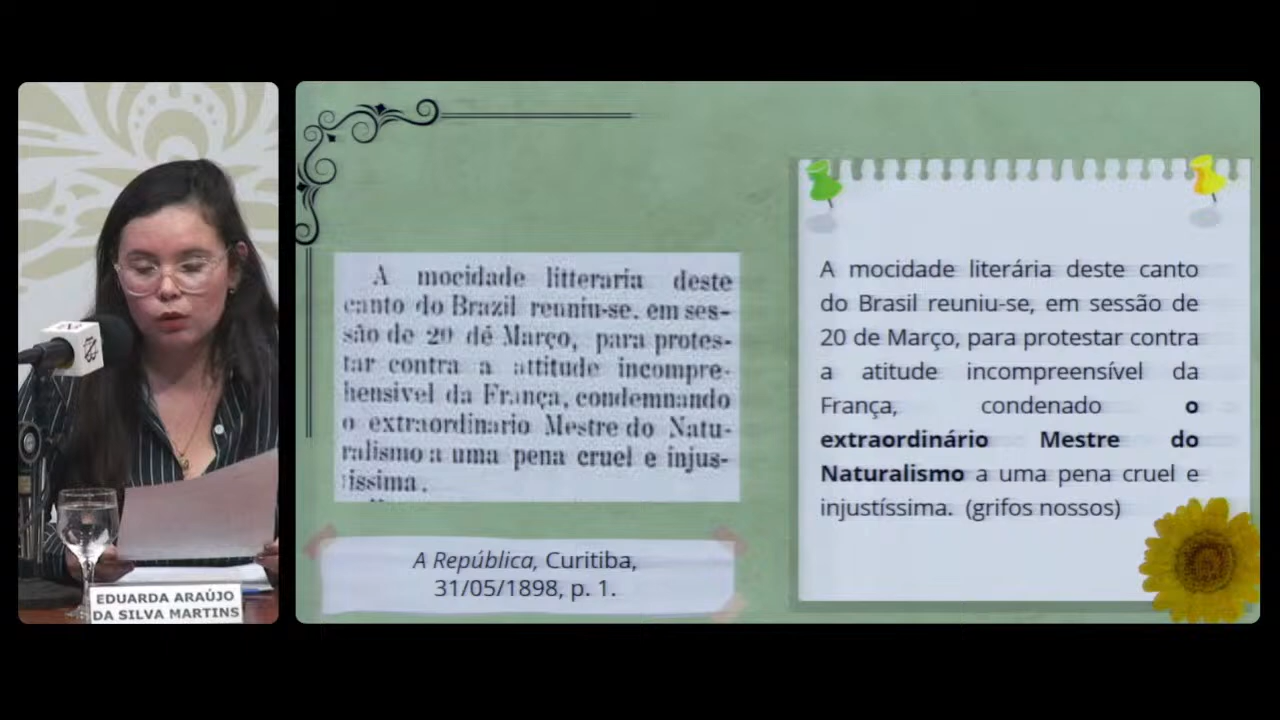 A mocidade litteraria deste
canto do Brazil reuniu-se, em ses-
são de 20 dé Março, para protes-
tar contra a attitude incompre-
hensivel da França, condemnando
o extraordinario Mestre do Natu-
ralismo a uma pena cruel e injus-
tissima.
A República, Curitiba,
31/05/1898, p. 1.
A mocidade literária deste canto
do Brasil reuniu-se, em sessão de
20 de Março, para protestar contra
a atitude incompreensível da
França, condenado o
extraordinário Mestre do
Naturalismo a uma pena cruel e
injustíssima. (grifos nossos)
EDUARDA ARAÚJO
DA SILVA MARTINS